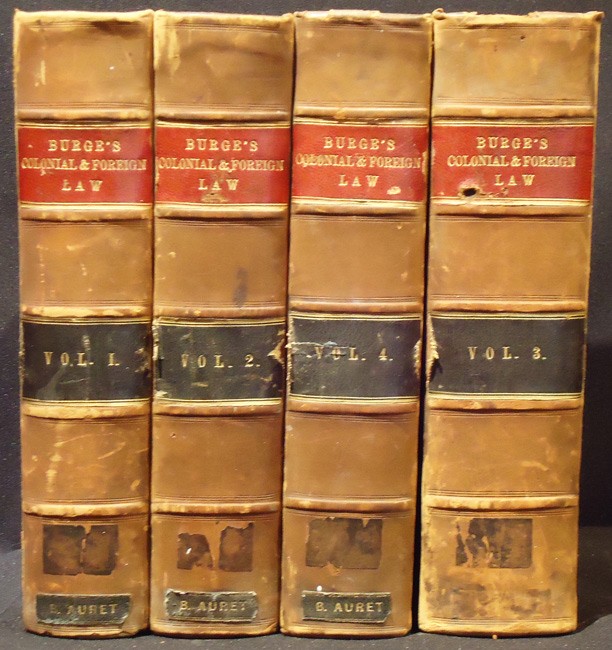 BURGE'S
COLONIAL & FOREIGN
LAW
VOL. 1.
B. AURET
BURGE'S
COLONIAL & FOREIGN
LAW
VOL. 2.
B. AURET
BURGE'S
COLONIAL & FOREIGN
LAW
VOL. 4.
B. AURET
BURGE'S
COLONIAL & FOREIGN
LAW
VOL. 3.